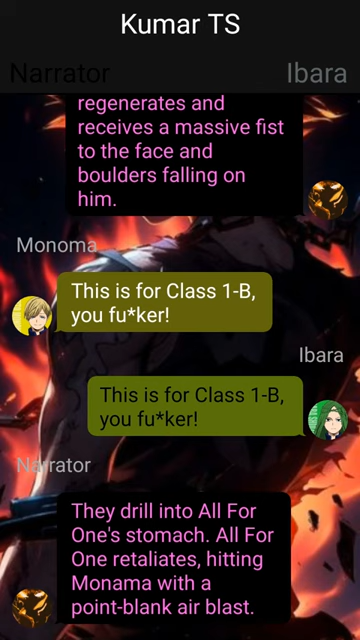 Kumar TS
Narrator
Ibara
regenerates and
receives a massive fist
to the face and
boulders falling on
him.
Monoma
This is for Class 1-B,
you fu*ker!
Ibara
This is for Class 1-B,
you fu*ker!
Narrator
They drill into All For
One's stomach. All For
One retaliates, hitting
Monama with a
point-blank air blast.